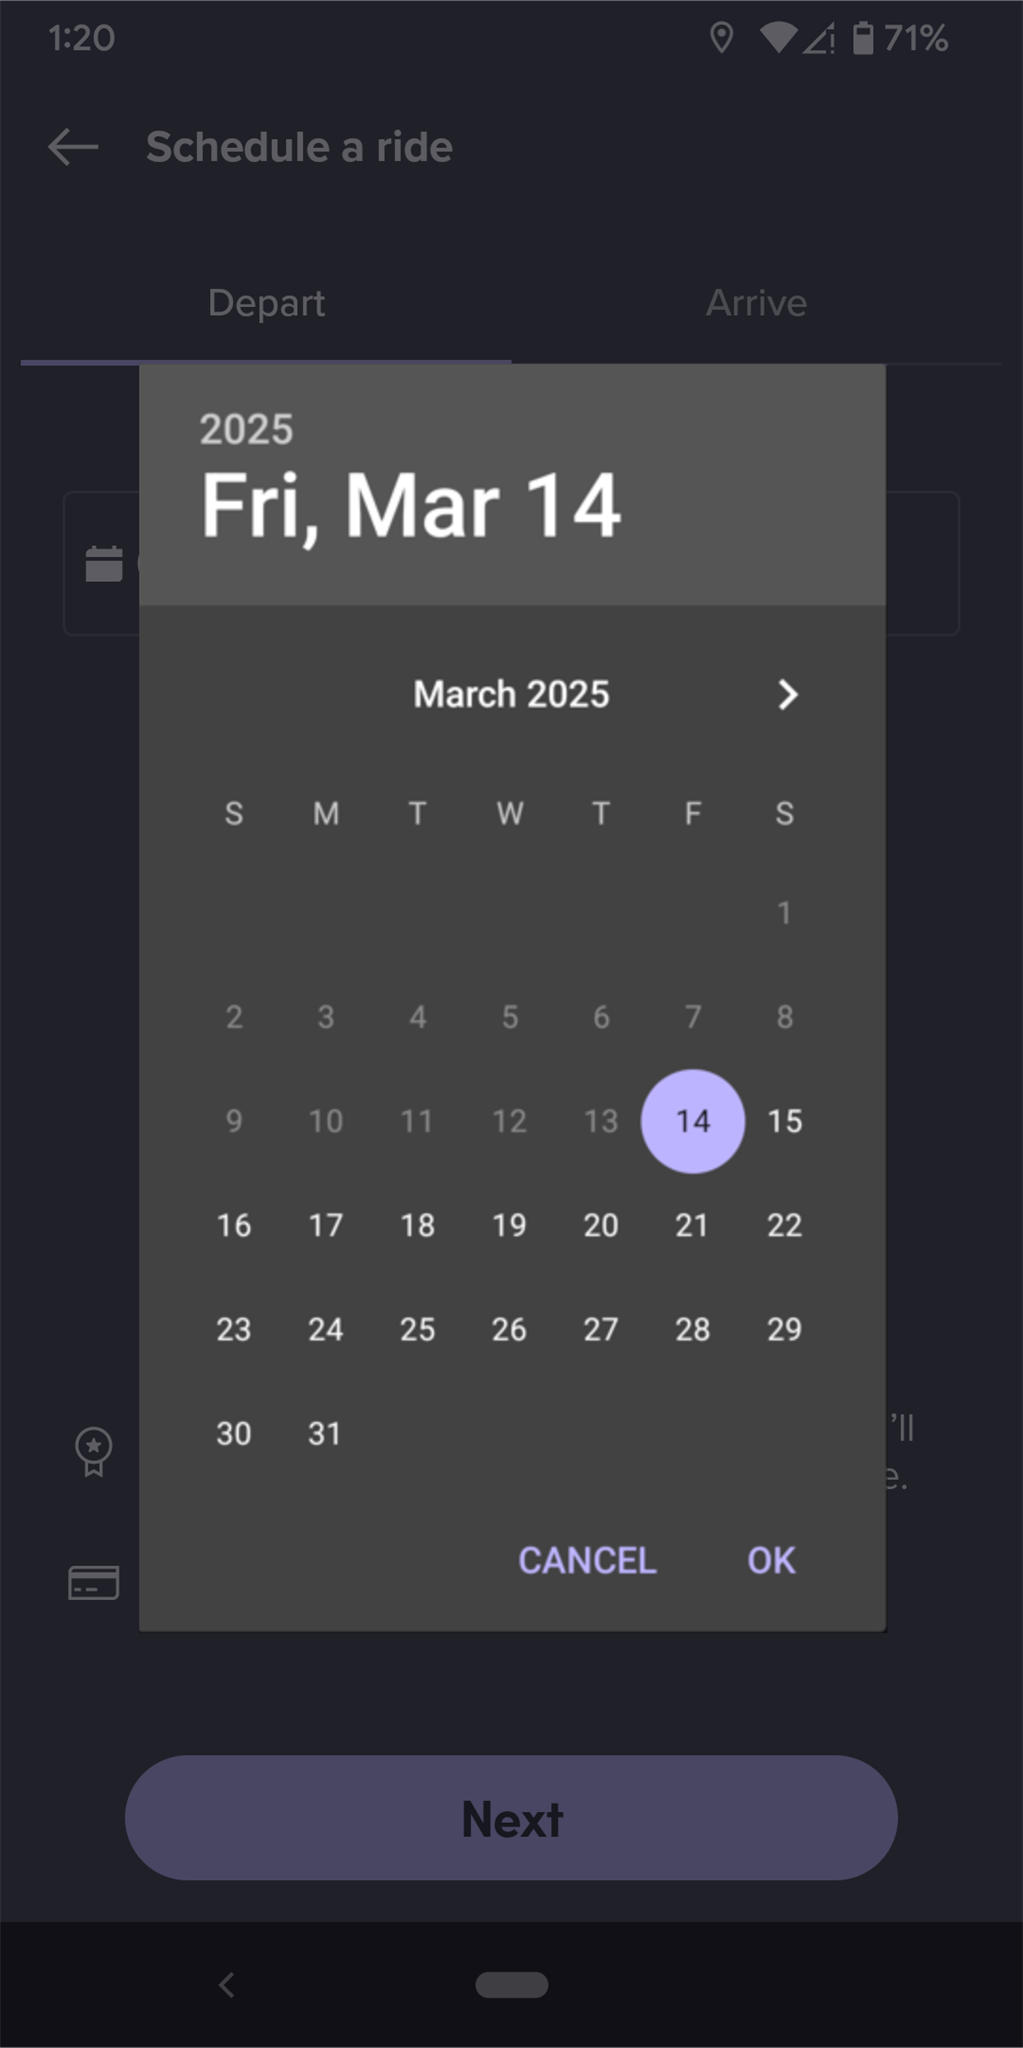 1:20
71%
Schedule a ride
Depart Arrive
2025
Fri, Mar 14
March 2025
S M T W T F S
1
2 3 4 5 6 7 8
9 10 11 12 13 14 15
16 17 18 19 20 21 22
23 24 25 26 27 28 29
30 31
'll
e.
CANCEL OK
Next